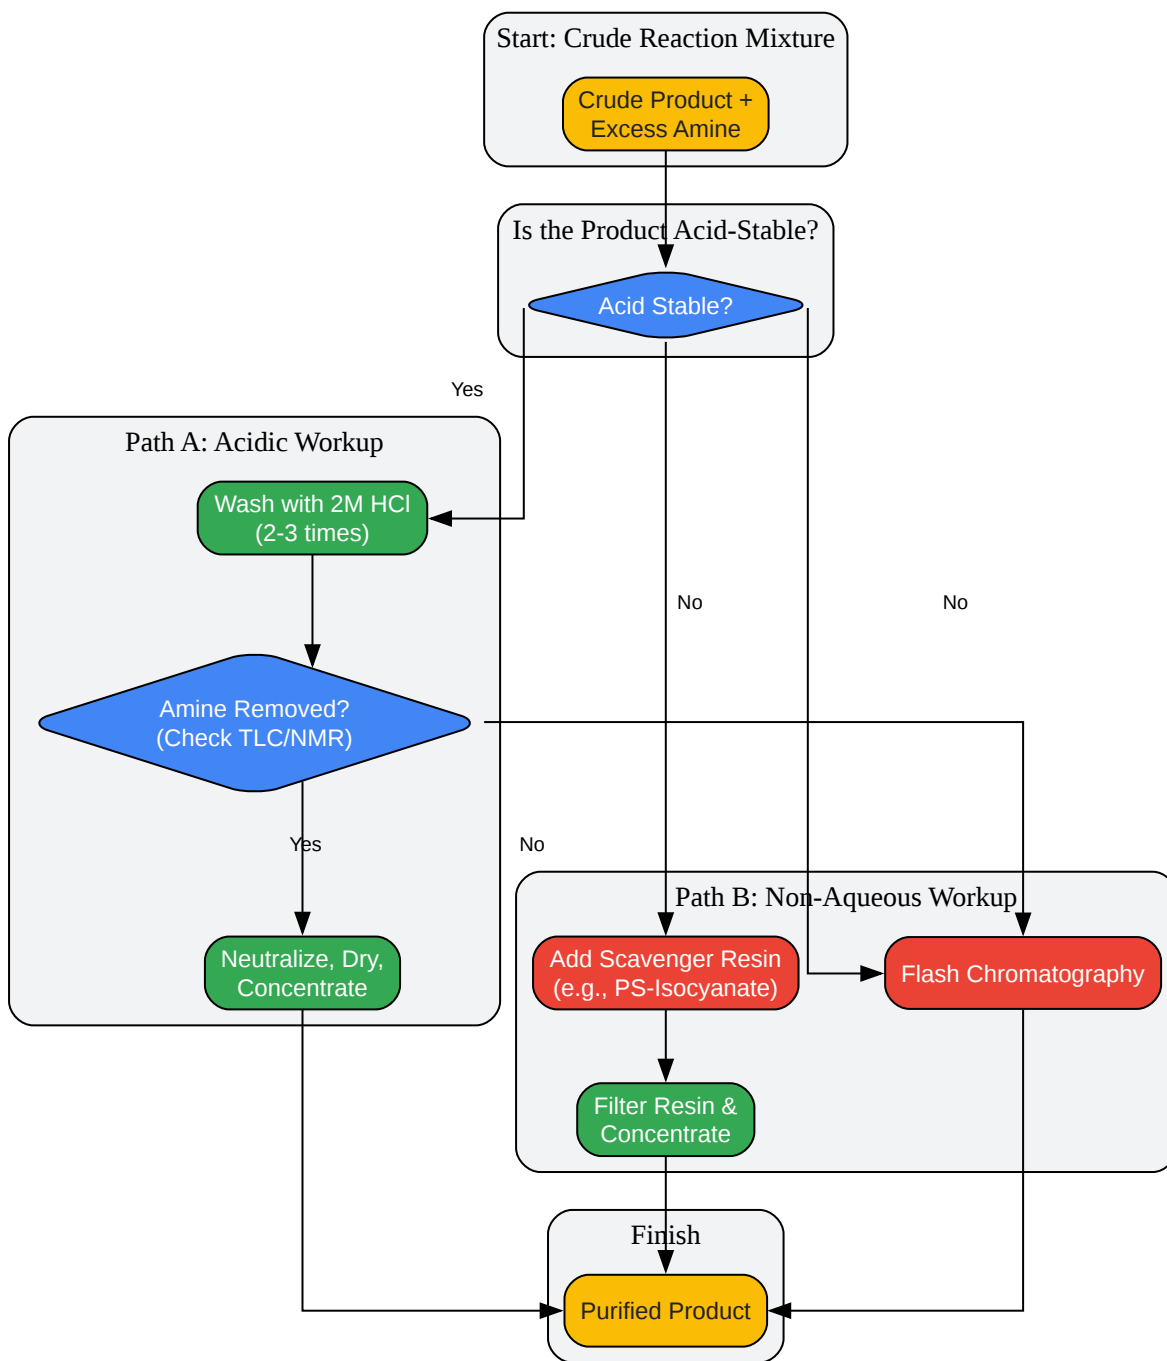 Start: Crude Reaction Mixture
Crude Product +
Excess Amine
Is the Product Acid-Stable?
Acid Stable?
Yes
Path A: Acidic Workup
Wash with 2M HCl
(2-3 times)
No
No
Amine Removed?
(Check TLC/NMR)
Yes
No
Path B: Non-Aqueous Workup
Neutralize, Dry,
Concentrate
Add Scavenger Resin
(e.g., PS-Isocyanate)
Flash Chromatography
Filter Resin &
Concentrate
Finish
Purified Product